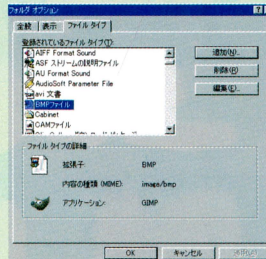 フォルダ オプション
全般 表示 ファイル タイプ
登録されているファイル タイプ(T):
AIFF Format Sound
ASF ストリームの説明ファイル
AU Format Sound
AudioSoft Parameter File
avi 文書
BMPファイル
Cabinet
CAMファイル
追加(N)...
削除(R)
編集(E)...
ファイル タイプの詳細
拡張子: BMP
内容の種類 (MIME): image/bmp
アプリケーション: GIMP
OK キャンセル